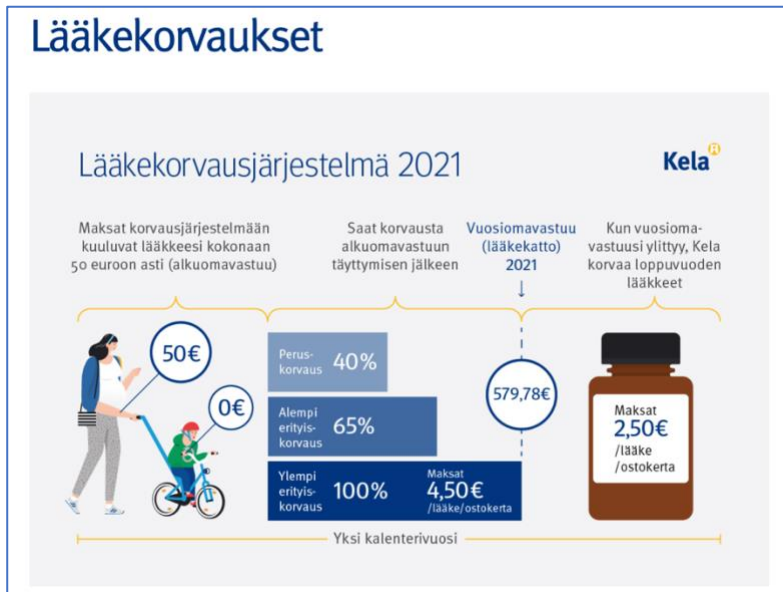 Lääkekorvaukset
Lääkekorvausjärjestelmä 2021
Kela
Maksat korvausjärjestelmään
kuuluvat lääkkeesi kokonaan
50 euroon asti (alkuomavastuu)
Saat korvausta
alkuomavastuun
täyttymisen jälkeen
Vuosiomavastuu
(lääkekatto)
2021
Kun vuosioma-
vastuusi ylittyy, Kela
korvaa loppuvuoden
lääkkeet
50€
0€
Perus-
korvaus 40%
Alempi
erityis-
korvaus 65%
Ylempi
erityis-
korvaus 100%
Maksat
4,50€
/lääke/ostokerta
579,78€
Maksat
2,50€
/lääke
/ostokerta
Yksi kalenterivuosi